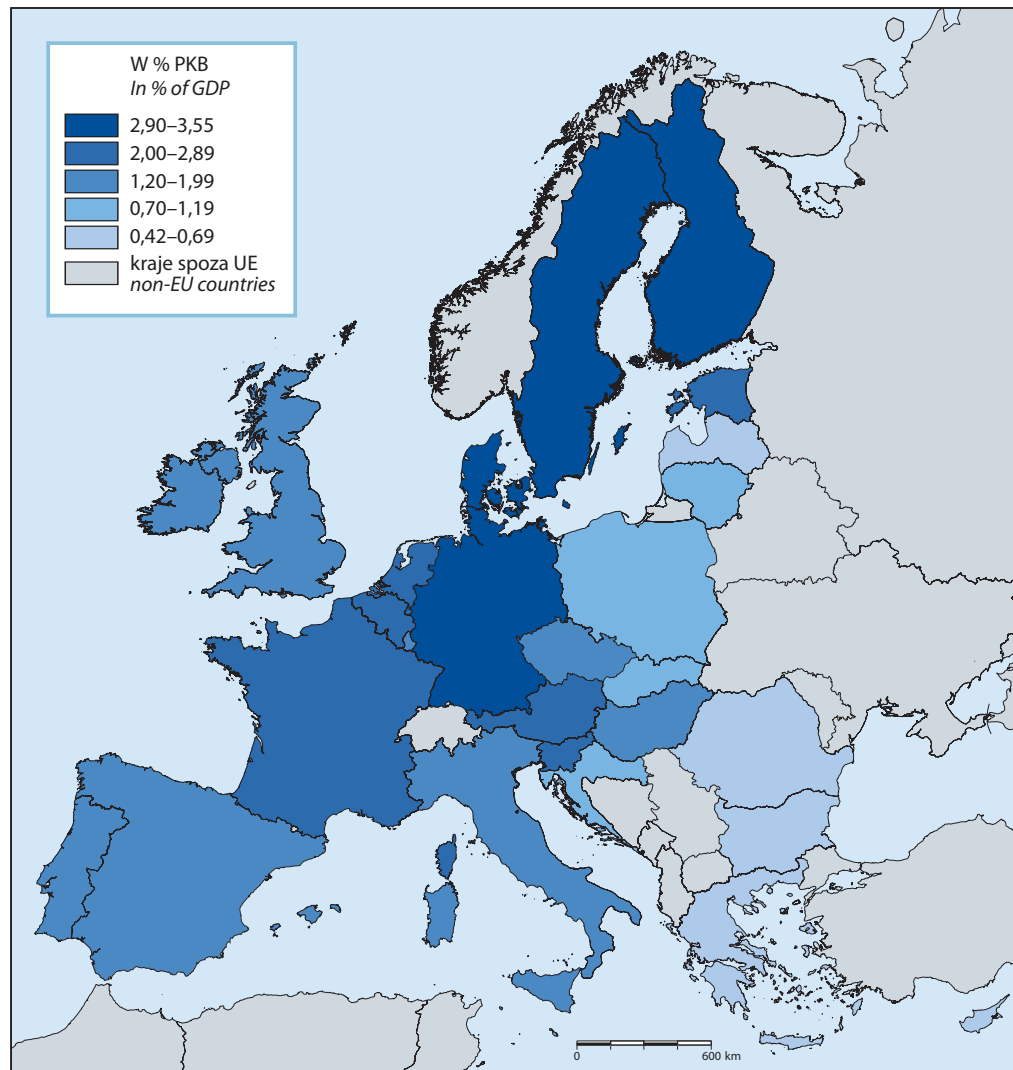 W % PKB
In % of GDP
2,90–3,55
2,00–2,89
1,20–1,99
0,70–1,19
0,42–0,69
kraje spoza UE
non-EU countries
0 600 km